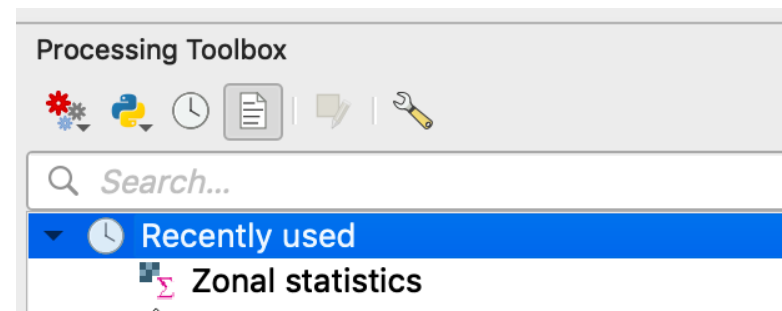 Processing Toolbox
Search...
Recently used
Zonal statistics